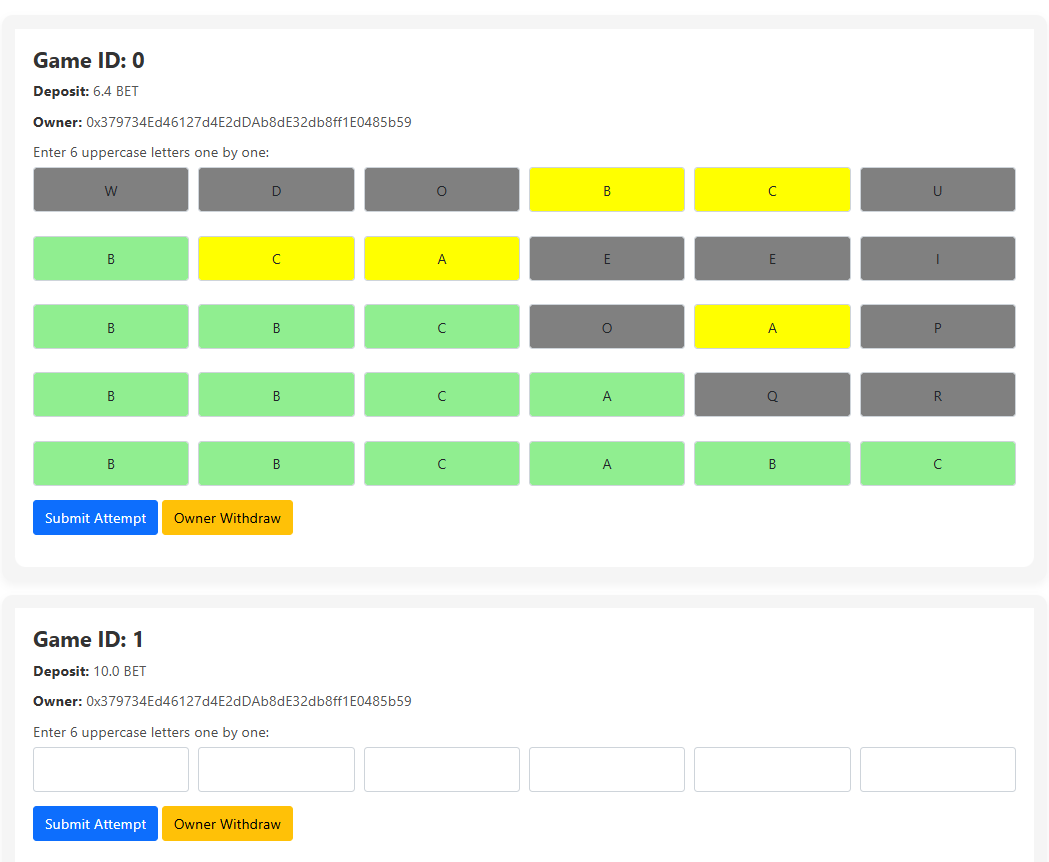 Game ID: 0
Deposit: 6.4 BET
Owner: 0x379734Ed46127d4E2dDAb8dE32db8ff1E0485b59
Enter 6 uppercase letters one by one:
W D O B C U
B C A E E I
B B C O A P
B B C A Q R
B B C A B C
Submit Attempt Owner Withdraw
Game ID: 1
Deposit: 10.0 BET
Owner: 0x379734Ed46127d4E2dDAb8dE32db8ff1E0485b59
Enter 6 uppercase letters one by one:
Submit Attempt Owner Withdraw